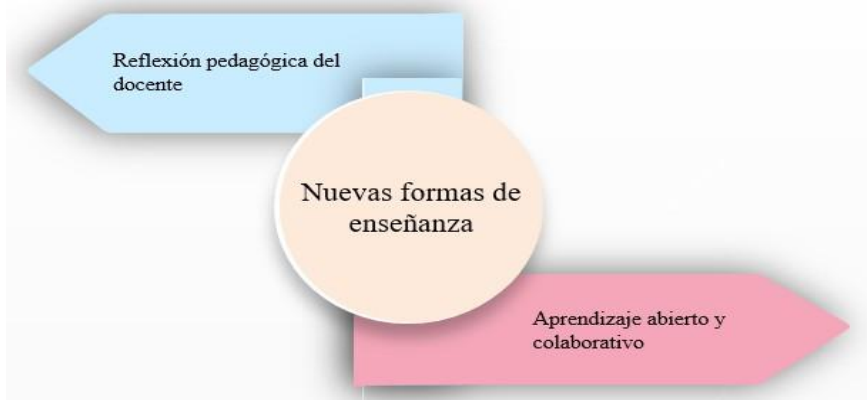 Reflexión pedagógica del
docente
Nuevas formas de
enseñanza
Aprendizaje abierto y
colaborativo